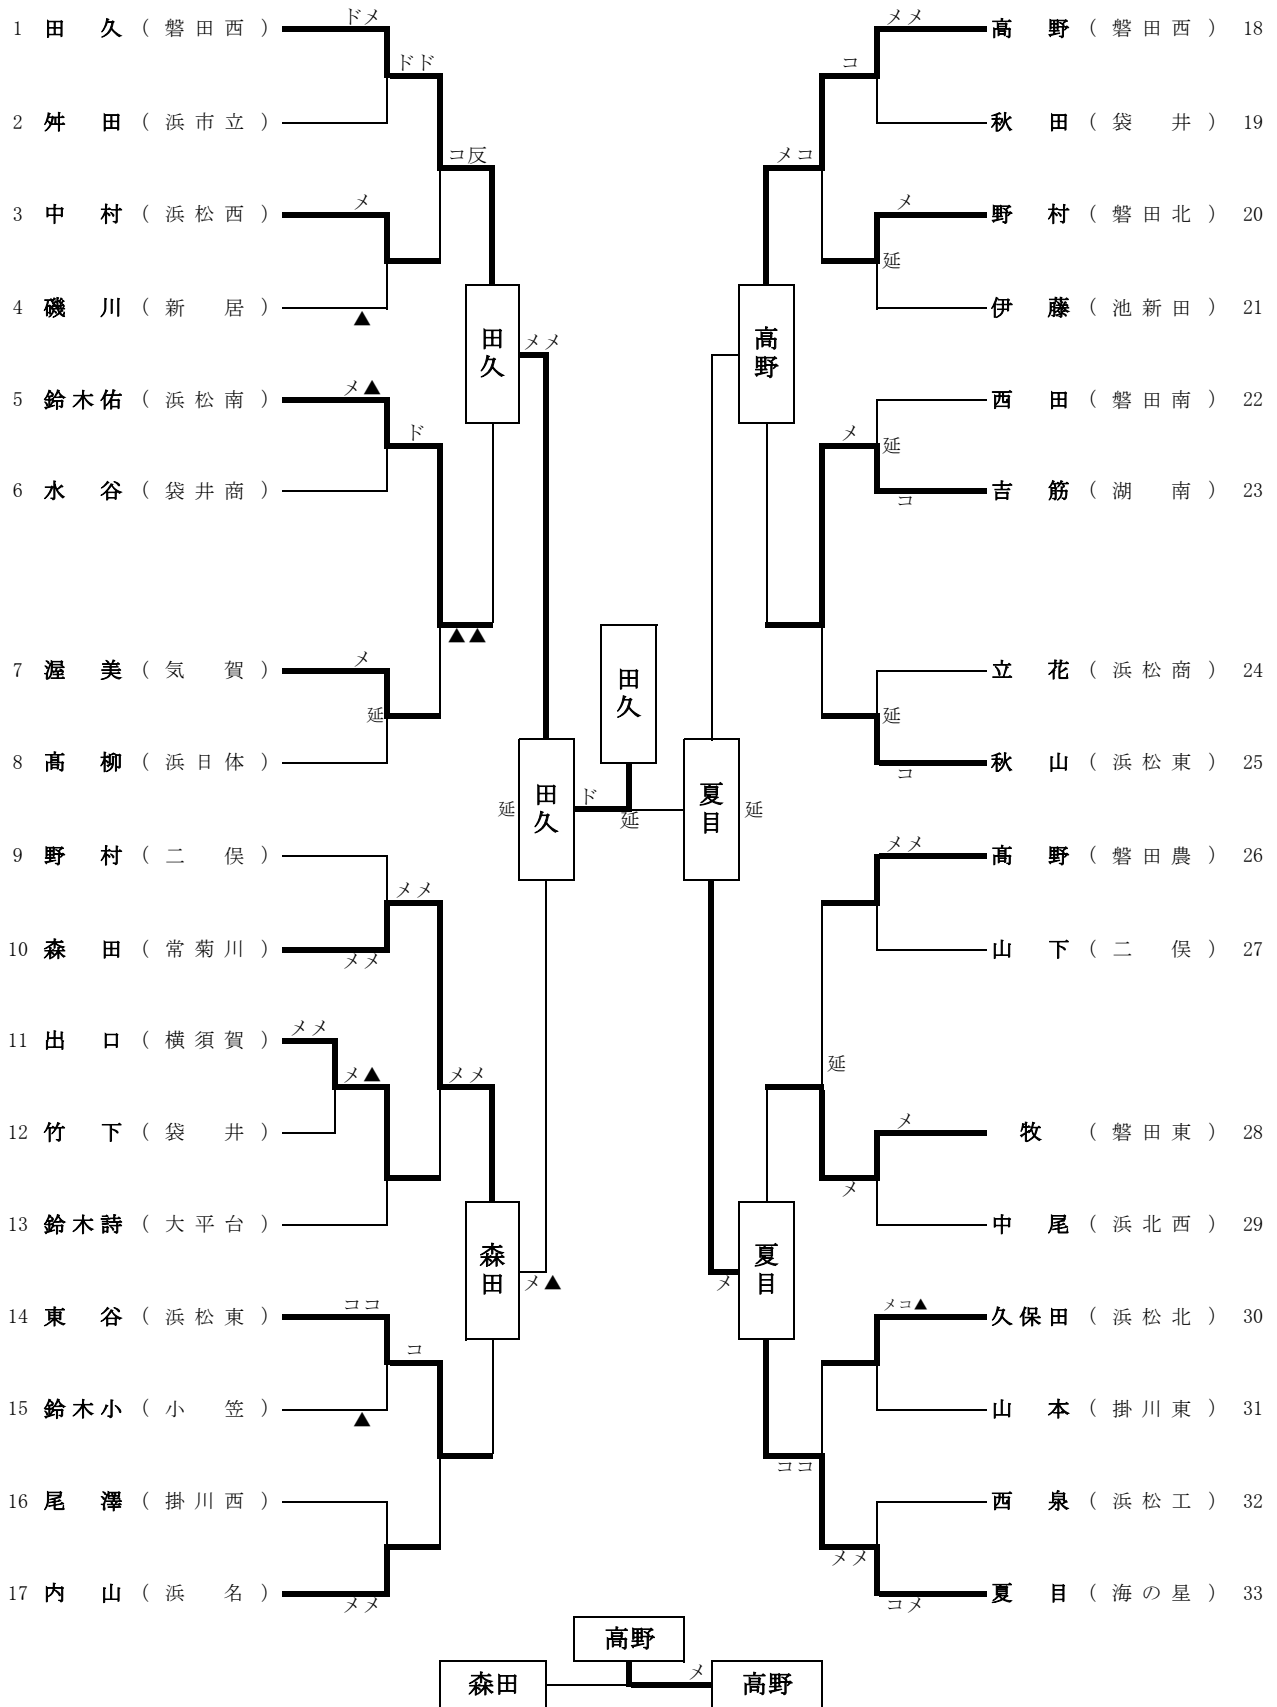 1 田 久 （ 磐田西 ）
ドメ
ドド
2 舛 田 （ 浜市立 ）
コ反
3 中 村 （ 浜松西 ）
メ
4 磯 川 （ 新 居 ）
▲
田久
メメ
5 鈴木佑 （ 浜松南 ）
メ▲
ド
6 水 谷 （ 袋井商 ）
▲▲
7 渥 美 （ 気 賀 ）
メ
延
8 高 柳 （ 浜日体 ）
延
田久
ド
9 野 村 （ 二 俣 ）
メメ
10 森 田 （ 常菊川 ）
メメ
11 出 口 （ 横須賀 ）
メメ
メ▲
メメ
12 竹 下 （ 袋 井 ）
13 鈴木詩 （ 大平台 ）
森田
メ▲
14 東 谷 （ 浜松東 ）
ココ
コ
15 鈴木小 （ 小 笠 ）
▲
16 尾 澤 （ 掛川西 ）
17 内 山 （ 浜 名 ）
メメ
田久
延
メメ
高 野 （ 磐田西 ） 18
コ
秋 田 （ 袋 井 ） 19
メコ
メ
野 村 （ 磐田北 ） 20
延
伊 藤 （ 池新田 ） 21
高野
西 田 （ 磐田南 ） 22
メ
延
吉 筋 （ 湖 南 ） 23
コ
立 花 （ 浜松商 ） 24
延
秋 山 （ 浜松東 ） 25
コ
夏目
延
メメ
高 野 （ 磐田農 ） 26
山 下 （ 二 俣 ） 27
延
メ
牧 （ 磐田東 ） 28
メ
中 尾 （ 浜北西 ） 29
夏目
メ
メコ▲
久保田 （ 浜松北 ） 30
山 本 （ 掛川東 ） 31
ココ
西 泉 （ 浜松工 ） 32
メメ
夏 目 （ 海の星 ） 33
コメ
高野
森田
メ
高野